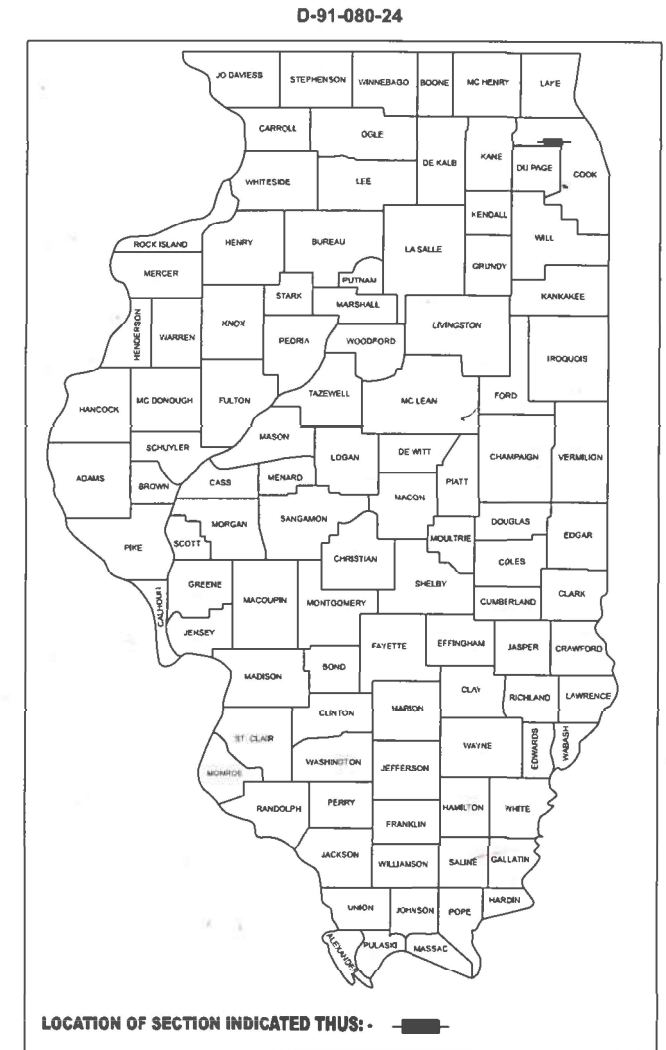 D-91-080-24
JO DAVIESS
STEPHENSON
WINNEBAGO
BOONE
MC HENRY
LAKE
CARROLL
OGLE
DE KALB
KANE
DU PAGE
COOK
WHITESIDE
LEE
KENDALL
ROCK ISLAND
HENRY
BUREAU
LA SALLE
WILL
GRUNDY
MERCER
PUTNAM
STARK
MARSHALL
KANKAKEE
HENDERSON
WARREN
KNOX
PEORIA
WOODFORD
LIVINGSTON
IROQUOIS
HANCOCK
MC DONOUGH
FULTON
TAZEWELL
MC LEAN
FORD
SCHUYLER
MASON
LOGAN
DE WITT
CHAMPAIGN
VERMILION
ADAMS
BROWN
CASS
MENARD
MACON
PIATT
PIKE
SCOTT
MORGAN
SANGAMON
CHRISTIAN
MOULTRIE
DOUGLAS
EDGAR
COLES
CALHOUN
GREENE
MACOUPIN
MONTGOMERY
SHELBY
CUMBERLAND
CLARK
JERSEY
FAYETTE
EFFINGHAM
JASPER
CRAWFORD
MADISON
BOND
CLAY
RICHLAND
LAWRENCE
CLINTON
MARION
ST. CLAIR
WAYNE
EDWARDS
WABASH
WASHINGTON
JEFFERSON
MONROE
RANDOLPH
PERRY
HAMILTON
WHITE
FRANKLIN
JACKSON
WILLIAMSON
SALINE
GALLATIN
UNION
JOHNSON
POPE
HARDIN
ALEXANDER
PULASKI
MASSAC
LOCATION OF SECTION INDICATED THUS: -